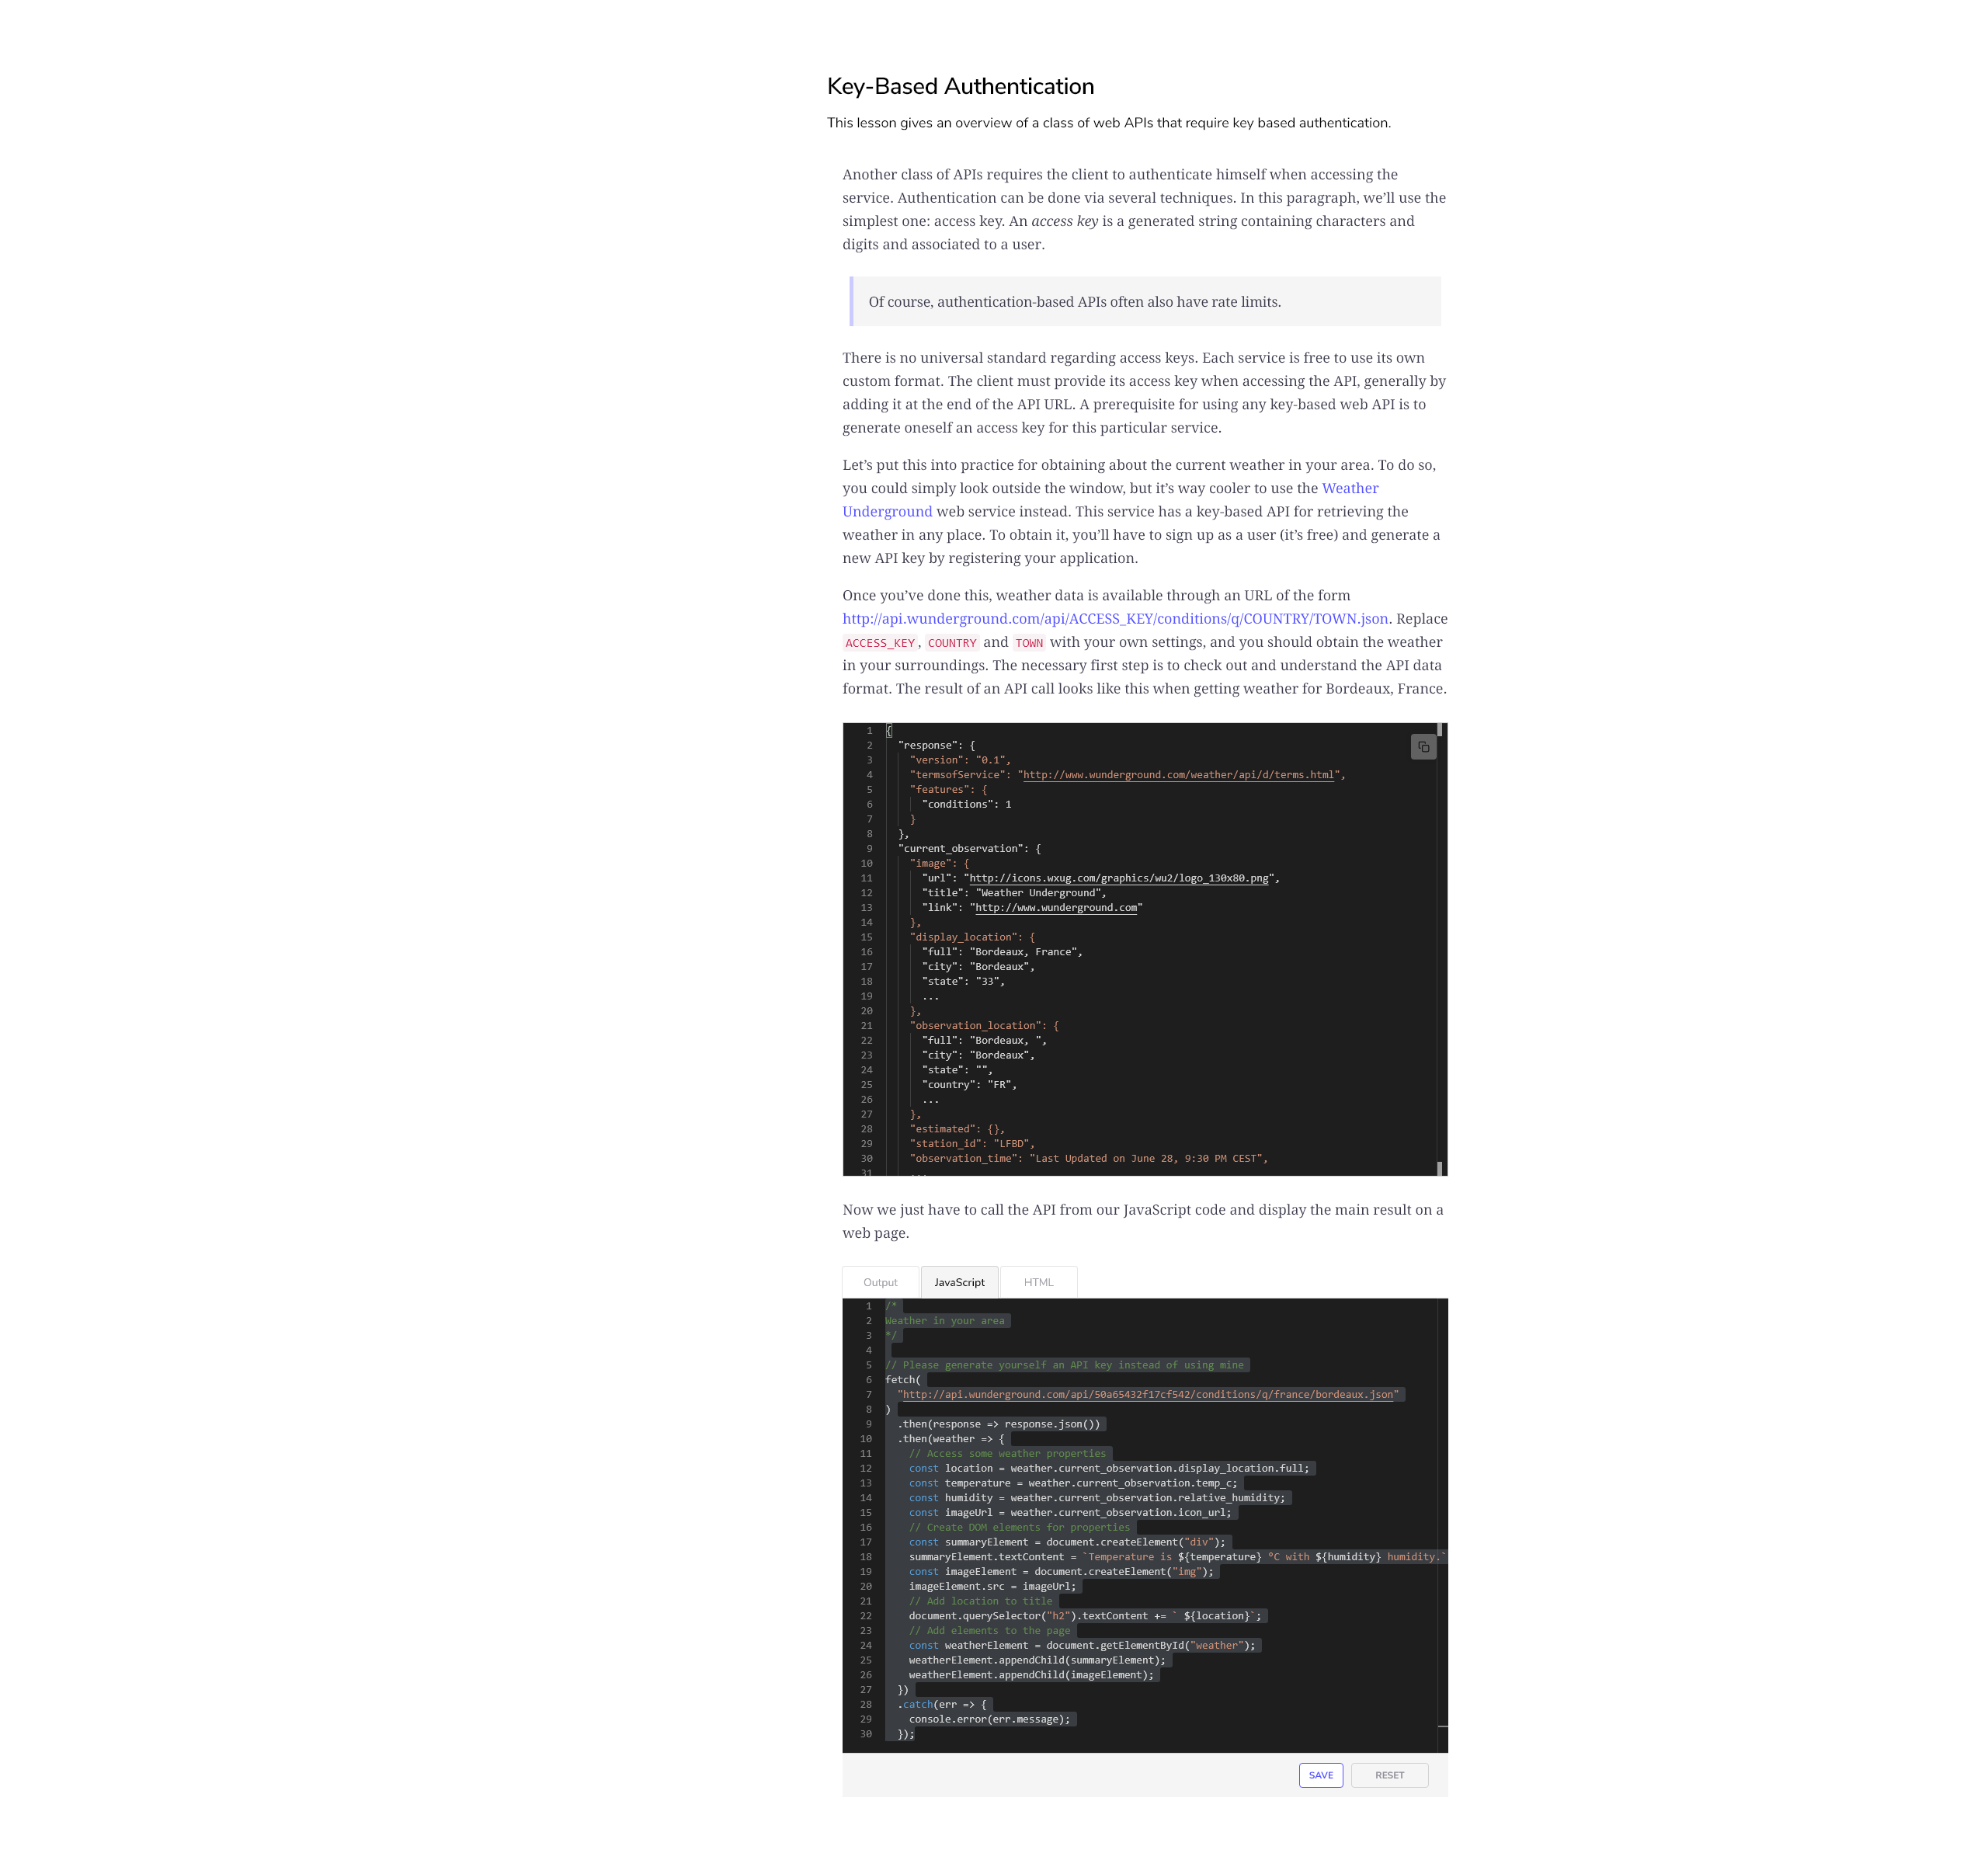 Key-Based Authentication
This lesson gives an overview of a class of web APIs that require key based authentication.
Another class of APIs requires the client to authenticate himself when accessing the
service. Authentication can be done via several techniques. In this paragraph, we’ll use the
simplest one: access key. An access key is a generated string containing characters and
digits and associated to a user.
Of course, authentication-based APIs often also have rate limits.
There is no universal standard regarding access keys. Each service is free to use its own
custom format. The client must provide its access key when accessing the API, generally by
adding it at the end of the API URL. A prerequisite for using any key-based web API is to
generate oneself an access key for this particular service.
Let’s put this into practice for obtaining about the current weather in your area. To do so,
you could simply look outside the window, but it’s way cooler to use the Weather
Underground web service instead. This service has a key-based API for retrieving the
weather in any place. To obtain it, you’ll have to sign up as a user (it’s free) and generate a
new API key by registering your application.
Once you’ve done this, weather data is available through an URL of the form
http://api.wunderground.com/api/ACCESS_KEY/conditions/q/COUNTRY/TOWN.json. Replace
ACCESS_KEY, COUNTRY and TOWN with your own settings, and you should obtain the weather
in your surroundings. The necessary first step is to check out and understand the API data
format. The result of an API call looks like this when getting weather for Bordeaux, France.
1 {
2 "response": {
3 "version": "0.1",
4 "termsofService": "http://www.wunderground.com/weather/api/d/terms.html",
5 "features": {
6 "conditions": 1
7 }
8 },
9 "current_observation": {
10 "image": {
11 "url": "http://icons.wxug.com/graphics/wu2/logo_130x80.png",
12 "title": "Weather Underground",
13 "link": "http://www.wunderground.com"
14 },
15 "display_location": {
16 "full": "Bordeaux, France",
17 "city": "Bordeaux",
18 "state": "33",
19 ...
20 },
21 "observation_location": {
22 "full": "Bordeaux, ",
23 "city": "Bordeaux",
24 "state": "",
25 "country": "FR",
26 ...
27 },
28 "estimated": {},
29 "station_id": "LFBD",
30 "observation_time": "Last Updated on June 28, 9:30 PM CEST",
31 ...
Now we just have to call the API from our JavaScript code and display the main result on a
web page.
Output JavaScript HTML
1 /*
2 Weather in your area
3 */
4
5 // Please generate yourself an API key instead of using mine
6 fetch(
7 "http://api.wunderground.com/api/50a65432f17cf542/conditions/q/france/bordeaux.json"
8 )
9 .then(response => response.json())
10 .then(weather => {
11 // Access some weather properties
12 const location = weather.current_observation.display_location.full;
13 const temperature = weather.current_observation.temp_c;
14 const humidity = weather.current_observation.relative_humidity;
15 const imageUrl = weather.current_observation.icon_url;
16 // Create DOM elements for properties
17 const summaryElement = document.createElement("div");
18 summaryElement.textContent = `Temperature is ${temperature} °C with ${humidity} humidity.`
19 const imageElement = document.createElement("img");
20 imageElement.src = imageUrl;
21 // Add location to title
22 document.querySelector("h2").textContent += ` ${location}`;
23 // Add elements to the page
24 const weatherElement = document.getElementById("weather");
25 weatherElement.appendChild(summaryElement);
26 weatherElement.appendChild(imageElement);
27 })
28 .catch(err => {
29 console.error(err.message);
30 });
SAVE RESET